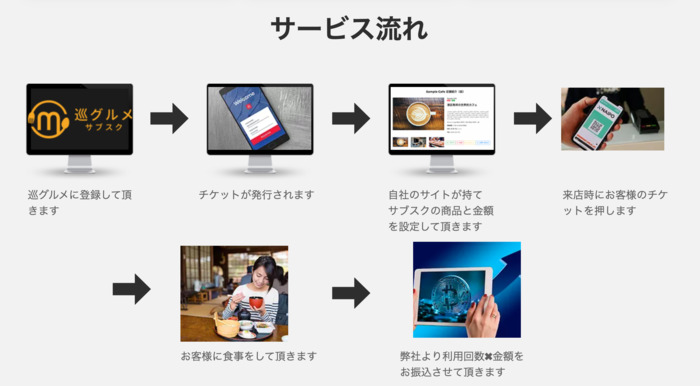 サービス流れ
巡グルメ
サブスク
Welcome
Sample Cafe
NAIPO
巡グルメに登録して頂
きます
チケットが発行されます
自社のサイトが持て
サブスクの商品と金額
を設定して頂きます
来店時にお客様のチケ
ットを押します
お客様に食事をして頂きます
弊社より利用回数✖金額を
お振込させて頂きます